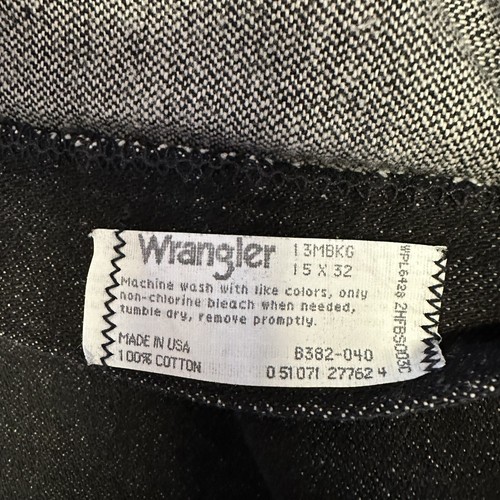 Wrangler 13MBKG
15 X 32
Machine wash with like colors, only
non-chlorine bleach when needed,
tumble dry, remove promptly.
MADE IN USA B382-040
100% COTTON 0 51071 27762 4